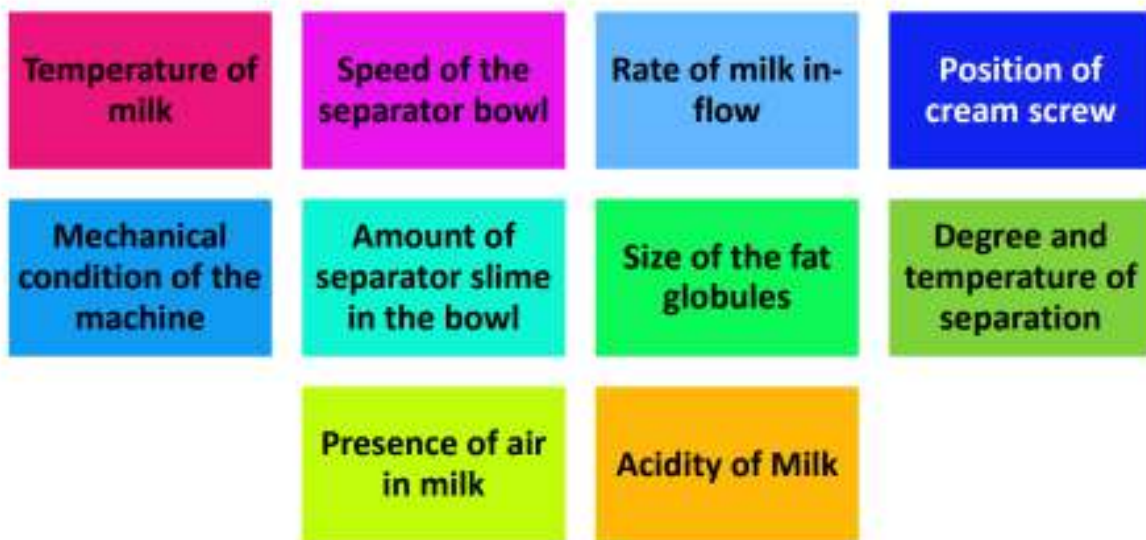 Temperature of
milk
Speed of the
separator bowl
Rate of milk in-
flow
Position of
cream screw
Mechanical
condition of the
machine
Amount of
separator slime
in the bowl
Size of the fat
globules
Degree and
temperature of
separation
Presence of air
in milk
Acidity of Milk